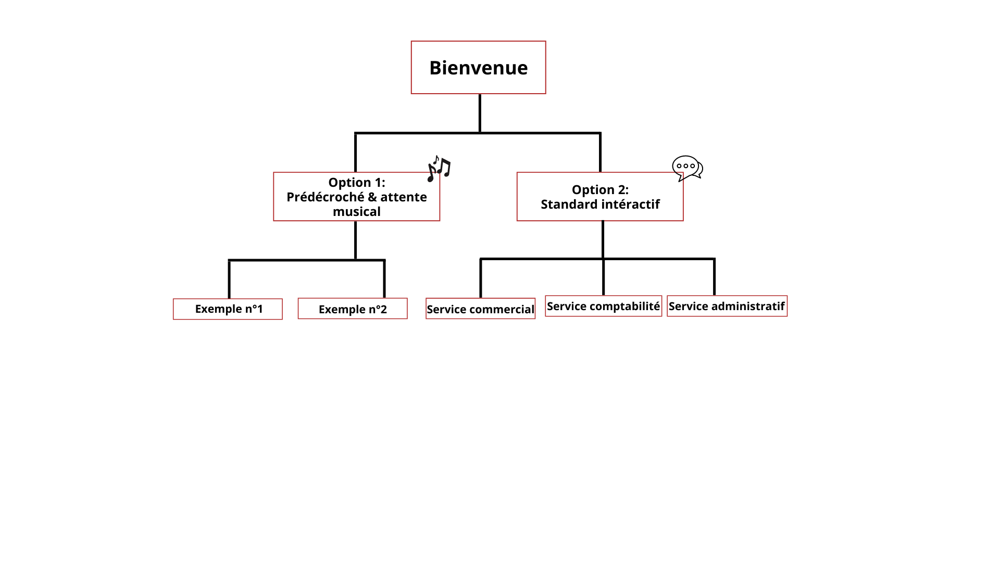 Bienvenue
Option 1:
Prédécroché & attente
musical
Option 2:
Standard intéractif
Exemple n°1
Exemple n°2
Service commercial
Service comptabilité
Service administratif